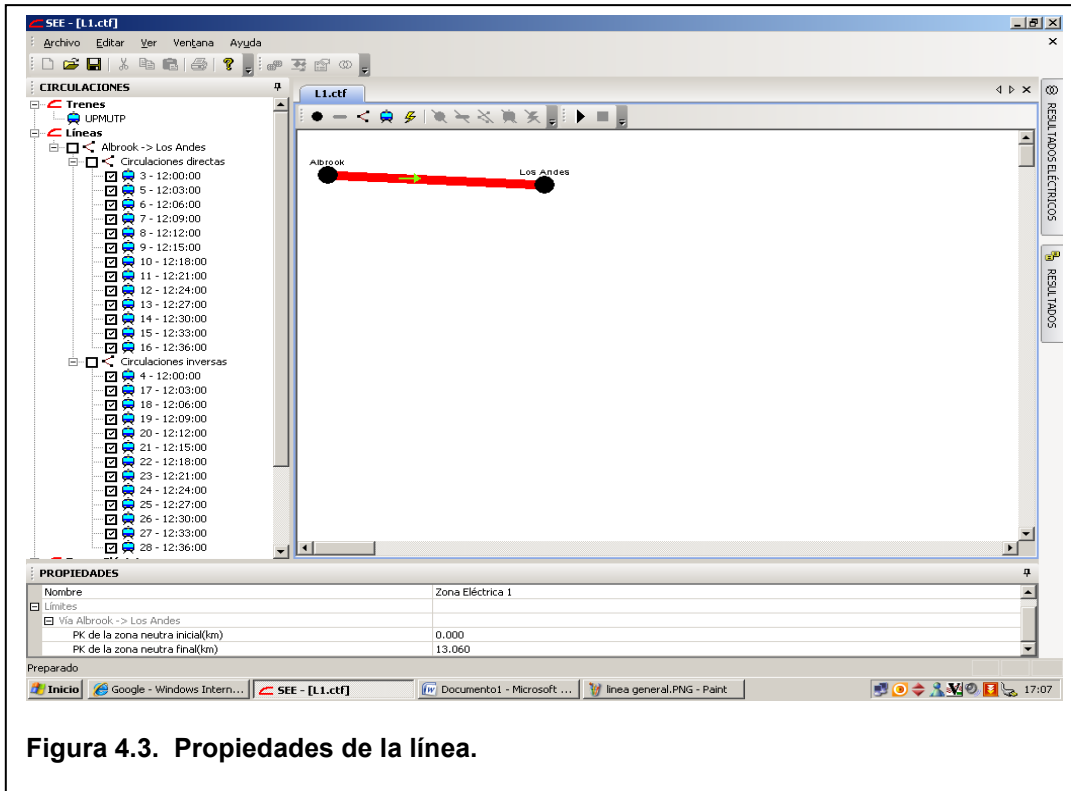 SEE - [L1.ctf]
Archivo Editar Ver Ventana Ayuda
CIRCULACIONES
Trenes
UPMUTP
Líneas
Albrook -> Los Andes
Circulaciones directas
3 - 12:00:00
5 - 12:03:00
6 - 12:06:00
7 - 12:09:00
8 - 12:12:00
9 - 12:15:00
10 - 12:18:00
11 - 12:21:00
12 - 12:24:00
13 - 12:27:00
14 - 12:30:00
15 - 12:33:00
16 - 12:36:00
Circulaciones inversas
4 - 12:00:00
17 - 12:03:00
18 - 12:06:00
19 - 12:09:00
20 - 12:12:00
21 - 12:15:00
22 - 12:18:00
23 - 12:21:00
24 - 12:24:00
25 - 12:27:00
26 - 12:30:00
27 - 12:33:00
28 - 12:36:00
L1.ctf
Albrook
Los Andes
RESULTADOS ELÉCTRICOS
RESULTADOS
PROPIEDADES
Nombre Zona Eléctrica 1
Límites
Vía Albrook -> Los Andes
PK de la zona neutra inicial(km) 0.000
PK de la zona neutra final(km) 13.060
Preparado
Inicio Google - Windows Intern... SEE - [L1.ctf] Documento1 - Microsoft ... linea general.PNG - Paint 17:07
Figura 4.3. Propiedades de la línea.